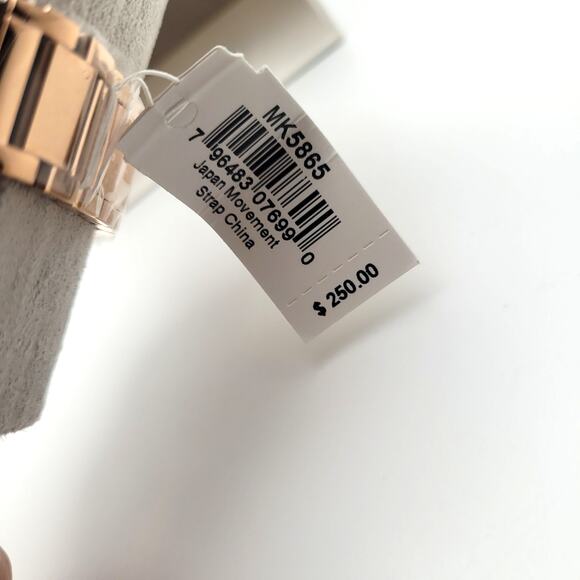 MK5865
7 96483 07699 0
Japan Movement
Strap China
$ 250.00